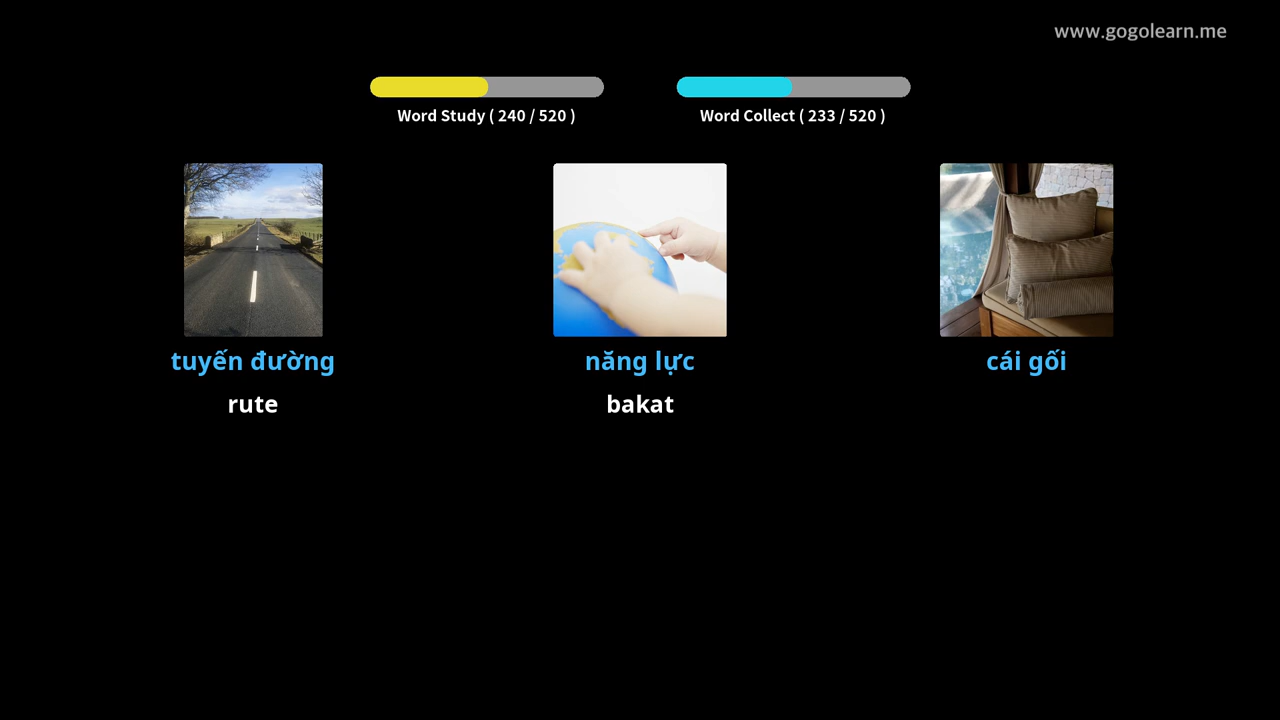 www.gogolearn.me
Word Study ( 240 / 520 )
Word Collect ( 233 / 520 )
tuyến đường
năng lực
cái gối
rute
bakat